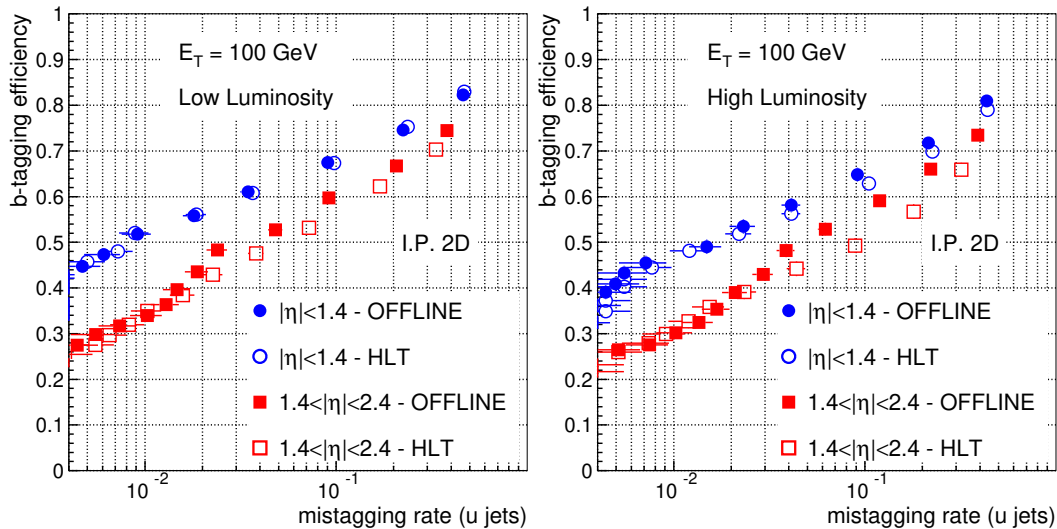 b-tagging efficiency
1
0.9
0.8
0.7
0.6
0.5
0.4
0.3
0.2
0.1
0
E_T = 100 GeV
Low Luminosity
I.P. 2D
|η|<1.4 - OFFLINE
|η|<1.4 - HLT
1.4<|η|<2.4 - OFFLINE
1.4<|η|<2.4 - HLT
10^-2
10^-1
mistagging rate (u jets)
b-tagging efficiency
1
0.9
0.8
0.7
0.6
0.5
0.4
0.3
0.2
0.1
0
E_T = 100 GeV
High Luminosity
I.P. 2D
|η|<1.4 - OFFLINE
|η|<1.4 - HLT
1.4<|η|<2.4 - OFFLINE
1.4<|η|<2.4 - HLT
10^-2
10^-1
mistagging rate (u jets)